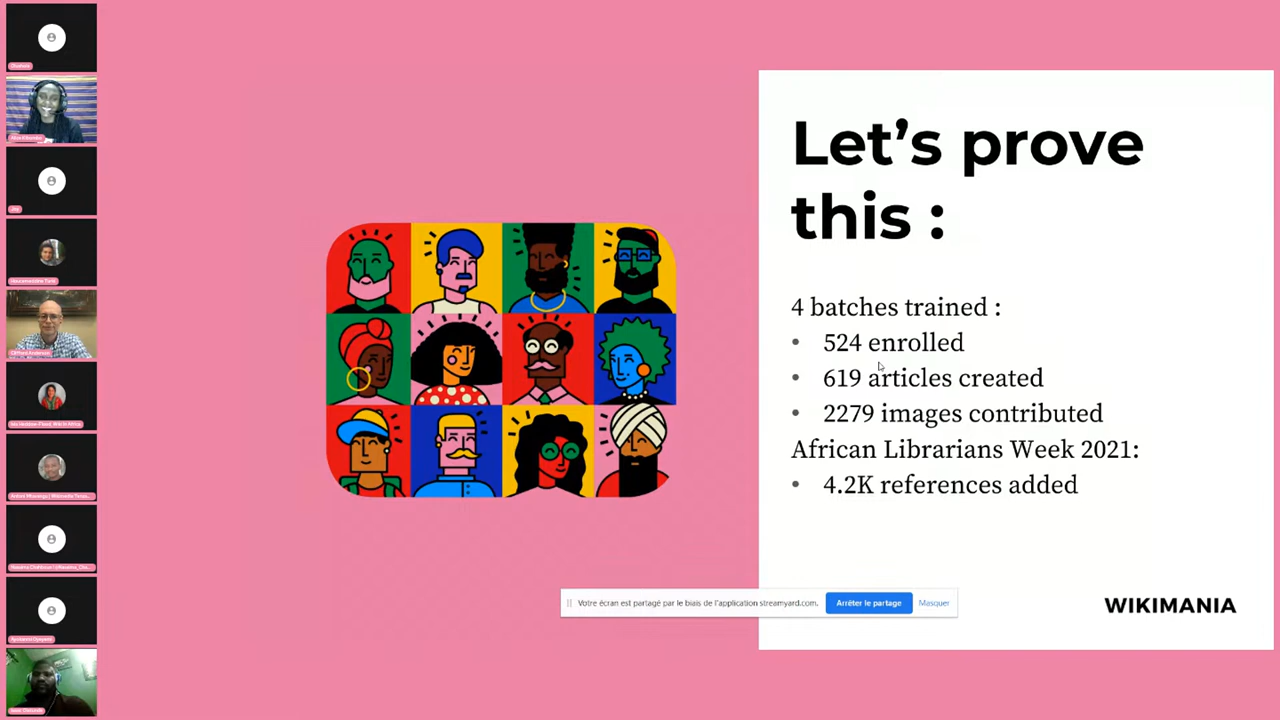 Let's prove
this :
4 batches trained :
• 524 enrolled
• 619 articles created
• 2279 images contributed
African Librarians Week 2021:
• 4.2K references added
Votre écran est partagé par le biais de l'application streamyard.com.
Arrêter le partage
Masquer
WIKIMANIA
Clifford Anderson